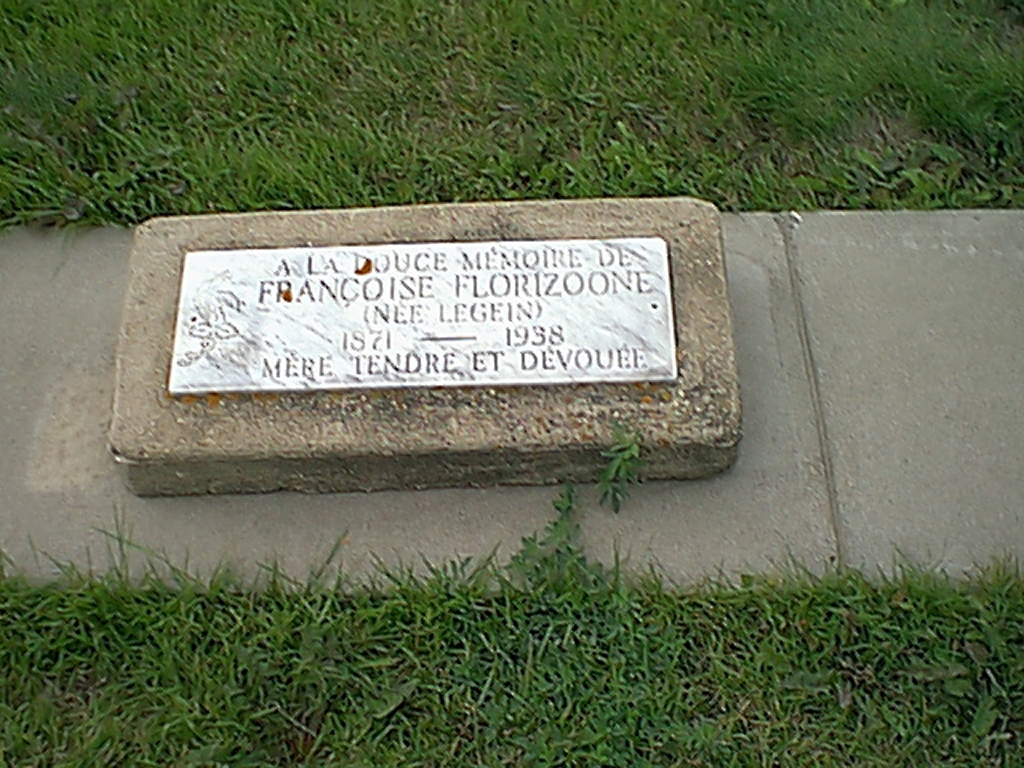 A LA DOUCE MÉMOIRE DE
FRANÇOISE FLORIZOONE
(NÉE LEGEIN)
1871 — 1938
MÈRE TENDRE ET DÉVOUÉE